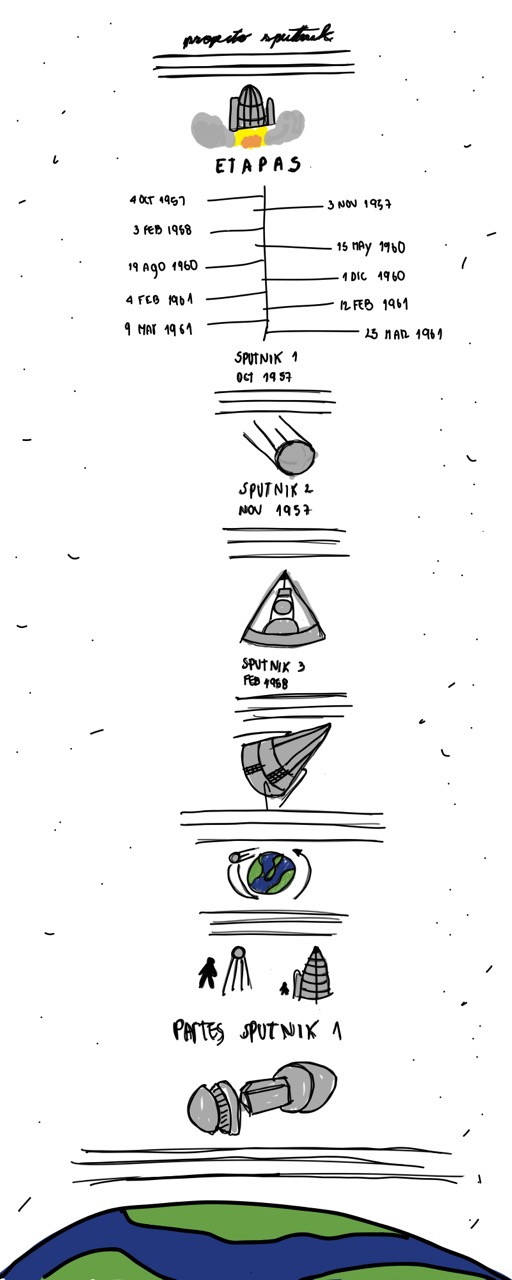 proyecto sputnik
ETAPAS
4 OCT 1957
3 NOV 1957
3 FEB 1958
15 MAY 1960
19 AGO 1960
1 DIC 1960
4 FEB 1961
12 FEB 1961
9 MAR 1961
25 MAR 1961
SPUTNIK 1
OCT 1957
SPUTNIK 2
NOV 1957
SPUTNIK 3
FEB 1958
PARTES SPUTNIK 1